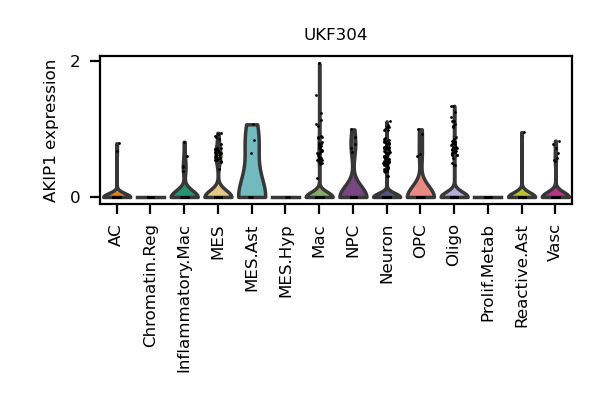 UKF304
AKIP1 expression
2
0
AC
Chromatin.Reg
Inflammatory.Mac
MES
MES.Ast
MES.Hyp
Mac
NPC
Neuron
OPC
Oligo
Prolif.Metab
Reactive.Ast
Vasc